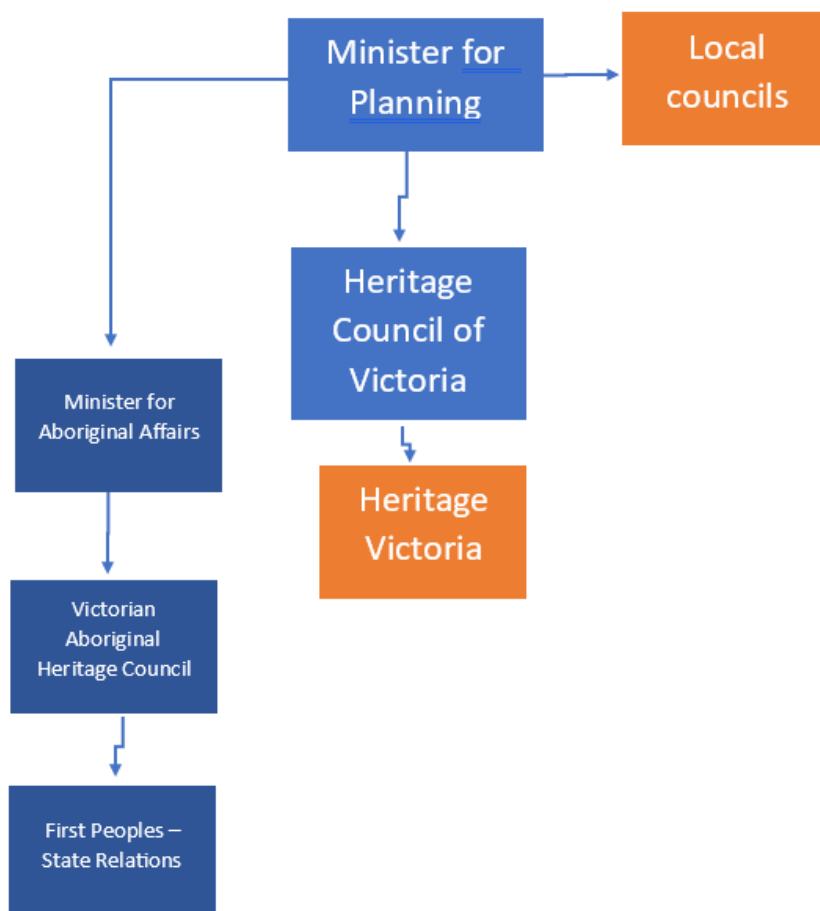 Minister for
Planning
Local
councils
Heritage
Council of
Victoria
Minister for
Aboriginal Affairs
Heritage
Victoria
Victorian
Aboriginal
Heritage Council
First Peoples –
State Relations